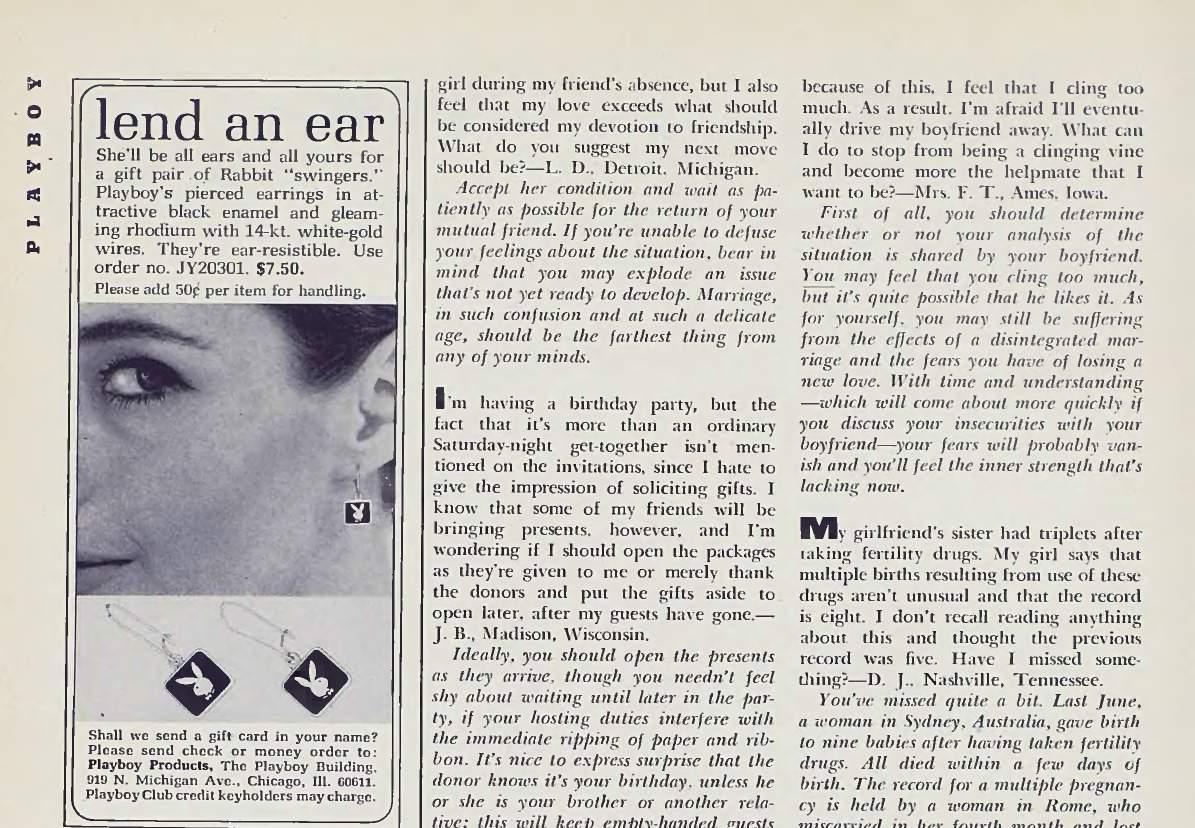 PLAYBOY
lend an ear
She'll be all ears and all yours for
a gift pair of Rabbit "swingers."
Playboy's pierced earrings in at-
tractive black enamel and gleam-
ing rhodium with 14-kt. white-gold
wires. They're ear-resistible. Use
order no. JY20301. $7.50.
Please add 50¢ per item for handling.
Shall we send a gift card in your name?
Please send check or money order to:
Playboy Products, The Playboy Building,
919 N. Michigan Ave., Chicago, Ill. 60611.
Playboy Club credit keyholders may charge.
girl during my friend's absence, but I also
feel that my love exceeds what should
be considered my devotion to friendship.
What do you suggest my next move
should be?—L. D., Detroit, Michigan.
Accept her condition and wait as pa-
tiently as possible for the return of your
mutual friend. If you're unable to defuse
your feelings about the situation, bear in
mind that you may explode an issue
that's not yet ready to develop. Marriage,
in such confusion and at such a delicate
age, should be the farthest thing from
any of your minds.
I'm having a birthday party, but the
fact that it's more than an ordinary
Saturday-night get-together isn't men-
tioned on the invitations, since I hate to
give the impression of soliciting gifts. I
know that some of my friends will be
bringing presents, however, and I'm
wondering if I should open the packages
as they're given to me or merely thank
the donors and put the gifts aside to
open later, after my guests have gone.—
J. B., Madison, Wisconsin.
Ideally, you should open the presents
as they arrive, though you needn't feel
shy about waiting until later in the par-
ty, if your hosting duties interfere with
the immediate ripping of paper and rib-
bon. It's nice to express surprise that the
donor knows it's your birthday, unless he
or she is your brother or another rela-
tive; this will keep empty-handed guests
because of this, I feel that I cling too
much. As a result, I'm afraid I'll eventu-
ally drive my boyfriend away. What can
I do to stop from being a clinging vine
and become more the helpmate that I
want to be?—Mrs. F. T., Ames, Iowa.
First of all, you should determine
whether or not your analysis of the
situation is shared by your boyfriend.
You may feel that you cling too much,
but it's quite possible that he likes it. As
for yourself, you may still be suffering
from the effects of a disintegrated mar-
riage and the fears you have of losing a
new love. With time and understanding
—which will come about more quickly if
you discuss your insecurities with your
boyfriend—your fears will probably van-
ish and you'll feel the inner strength that's
lacking now.
My girlfriend's sister had triplets after
taking fertility drugs. My girl says that
multiple births resulting from use of these
drugs aren't unusual and that the record
is eight. I don't recall reading anything
about this and thought the previous
record was five. Have I missed some-
thing?—D. J., Nashville, Tennessee.
You've missed quite a bit. Last June,
a woman in Sydney, Australia, gave birth
to nine babies after having taken fertility
drugs. All died within a few days of
birth. The record for a multiple pregnan-
cy is held by a woman in Rome, who
miscarried in her fourth month and lost